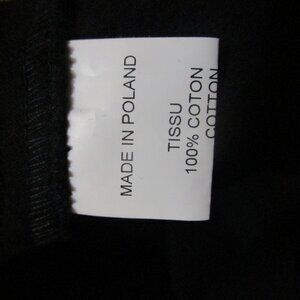 MADE IN POLAND
TISSU
100% COTON
COTTON